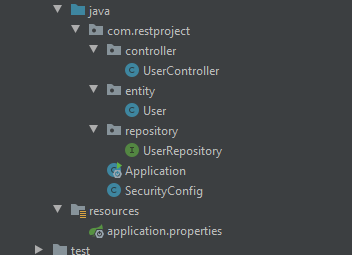 java
com.restproject
controller
C UserController
entity
C User
repository
I UserRepository
Application
C SecurityConfig
resources
application.properties
test